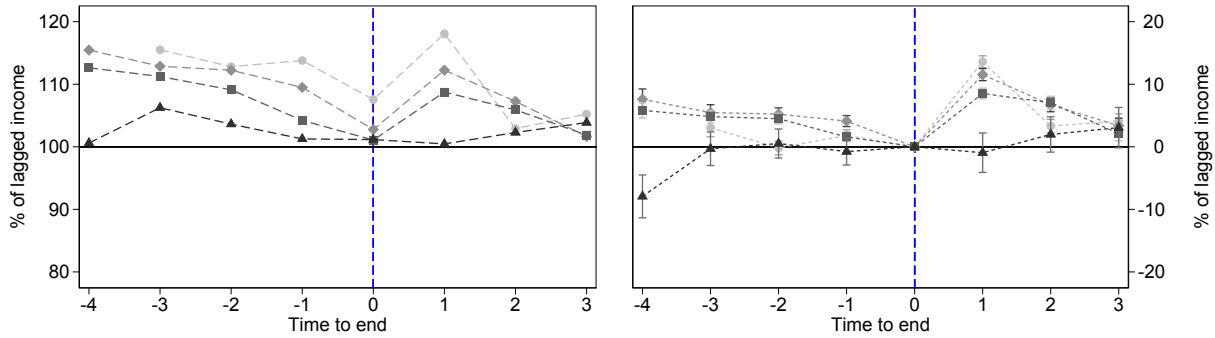 % of lagged income
120
110
100
90
80
-4 -3 -2 -1 0 1 2 3
Time to end
20
10
0
-10
-20
% of lagged income
-4 -3 -2 -1 0 1 2 3
Time to end